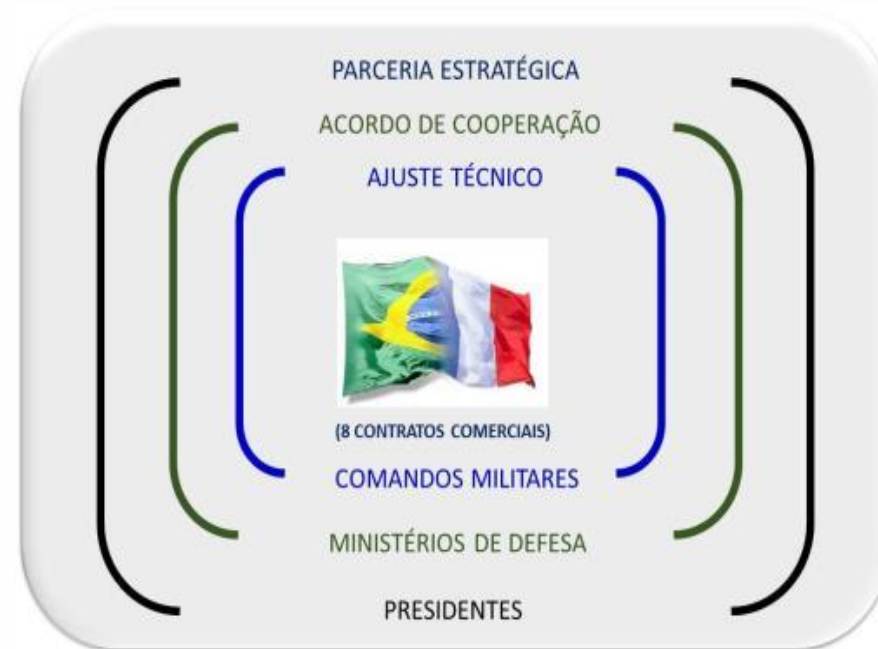 PARCERIA ESTRATÉGICA
ACORDO DE COOPERAÇÃO
AJUSTE TÉCNICO
(8 CONTRATOS COMERCIAIS)
COMANDOS MILITARES
MINISTÉRIOS DE DEFESA
PRESIDENTES